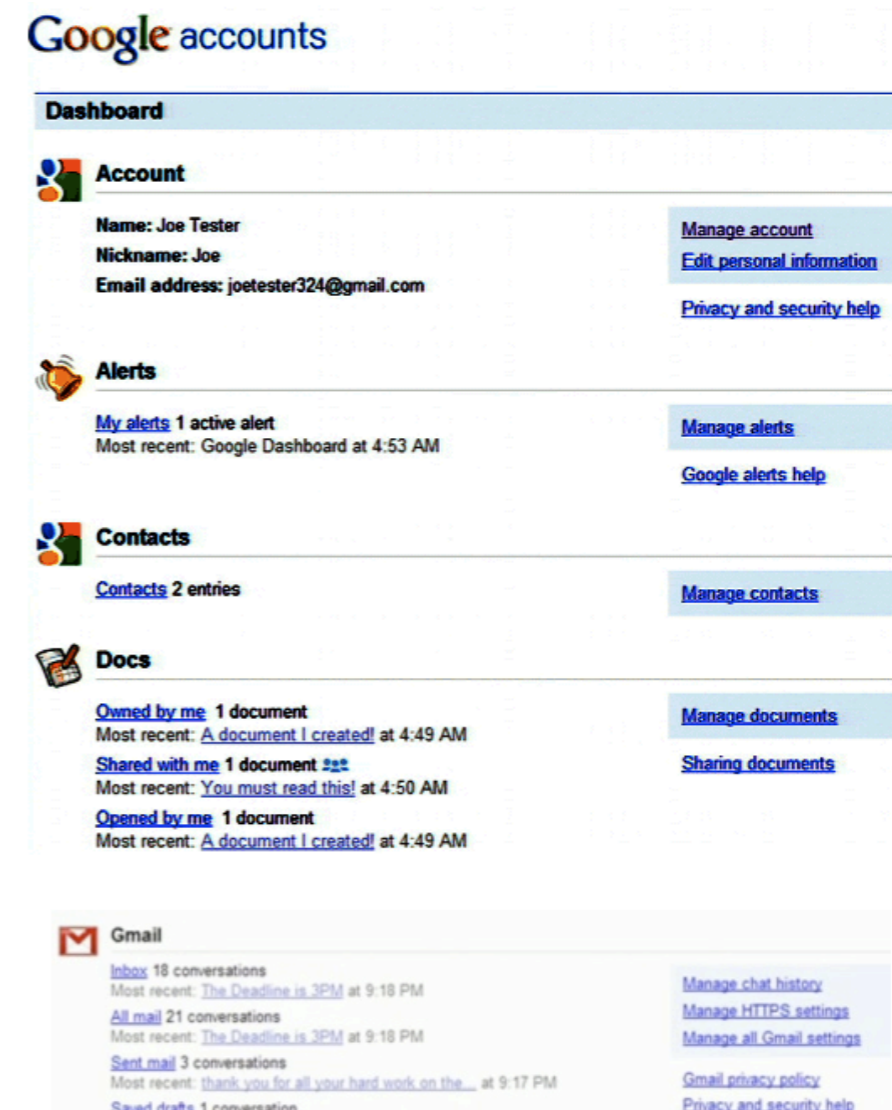 Google accounts
Dashboard
Account
Name: Joe Tester
Nickname: Joe
Email address: joetester324@gmail.com
Manage account
Edit personal information
Privacy and security help
Alerts
My alerts 1 active alert
Most recent: Google Dashboard at 4:53 AM
Manage alerts
Google alerts help
Contacts
Contacts 2 entries
Manage contacts
Docs
Owned by me 1 document
Most recent: A document I created! at 4:49 AM
Shared with me 1 document
Most recent: You must read this! at 4:50 AM
Opened by me 1 document
Most recent: A document I created! at 4:49 AM
Manage documents
Sharing documents
Gmail
Inbox 18 conversations
Most recent: The Deadline is 3PM at 9:18 PM
All mail 21 conversations
Most recent: The Deadline is 3PM at 9:18 PM
Sent mail 3 conversations
Most recent: thank you for all your hard work on the... at 9:17 PM
Saved drafts 1 conversation
Manage chat history
Manage HTTPS settings
Manage all Gmail settings
Gmail privacy policy
Privacy and security help